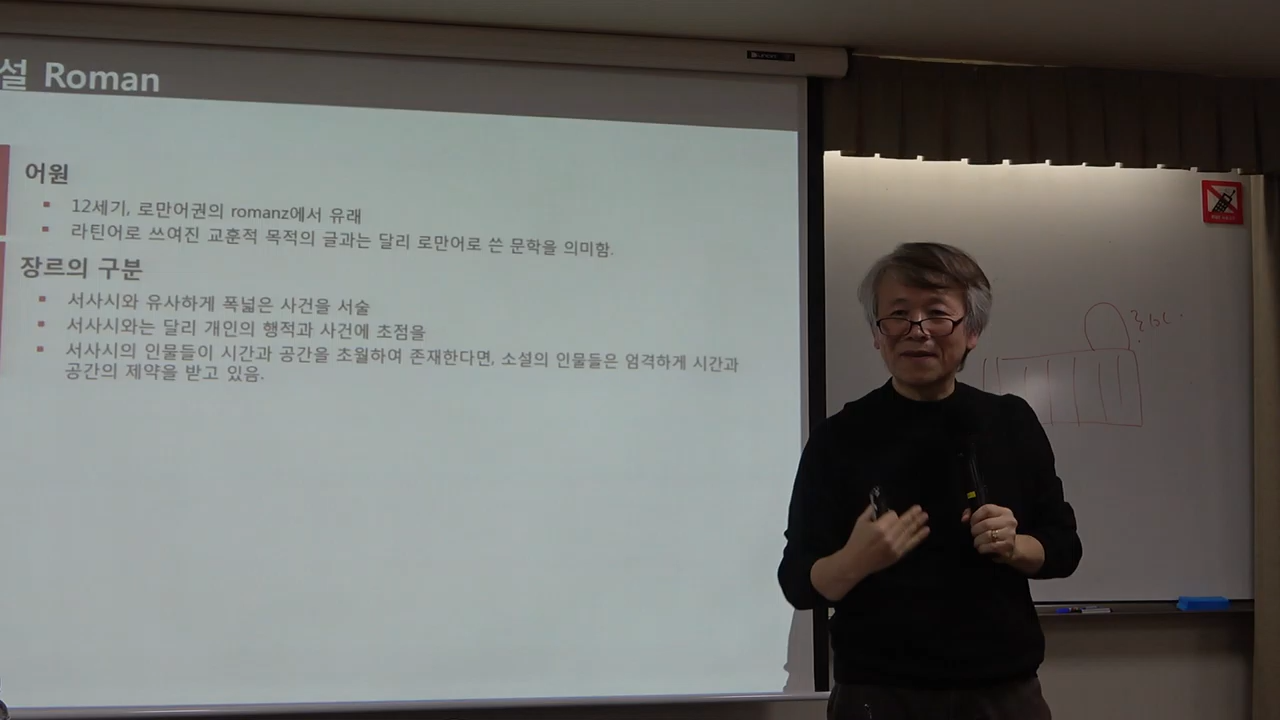 설 Roman
어원
12세기, 로만어권의 romanz에서 유래
라틴어로 쓰여진 교훈적 목적의 글과는 달리 로만어로 쓴 문학을 의미함.
장르의 구분
서사시와 유사하게 폭넓은 사건을 서술
서사시와는 달리 개인의 행적과 사건에 초점을
서사시의 인물들이 시간과 공간을 초월하여 존재한다면, 소설의 인물들은 엄격하게 시간과
공간의 제약을 받고 있음.